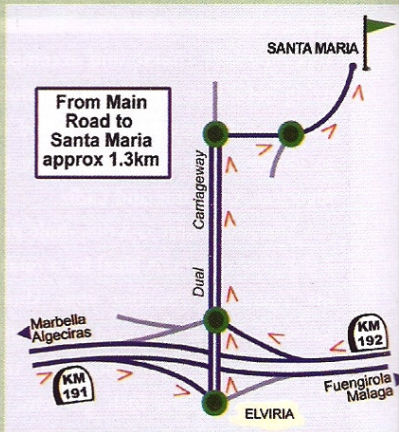 SANTA MARIA
From Main
Road to
Santa Maria
approx 1.3km
Carriageway
Dual
Marbella
Algeciras
KM
192
KM
191
Fuengirola
Malaga
ELVIRIA